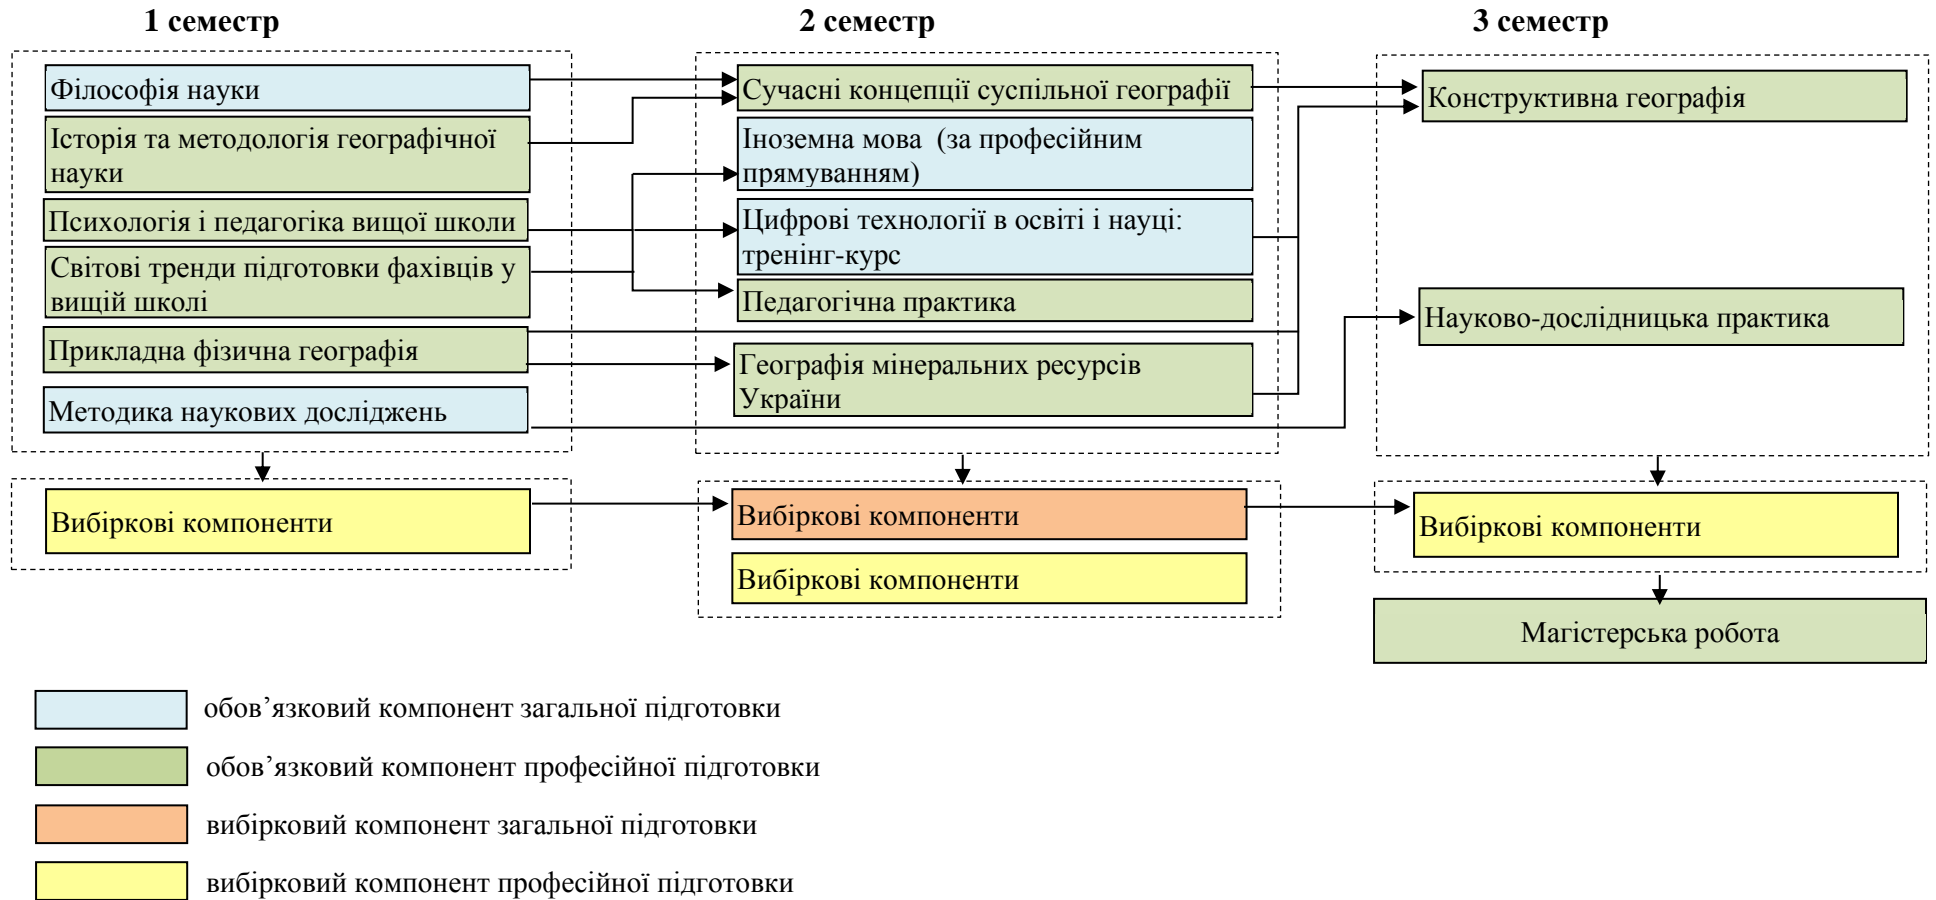 1 семестр
2 семестр
3 семестр
Філософія науки
Історія та методологія географічної
науки
Психологія і педагогіка вищої школи
Світові тренди підготовки фахівців у
вищій школі
Прикладна фізична географія
Методика наукових досліджень
Вибіркові компоненти
Сучасні концепції суспільної географії
Іноземна мова (за професійним
прямуванням)
Цифрові технології в освіті і науці:
тренінг-курс
Педагогічна практика
Географія мінеральних ресурсів
України
Вибіркові компоненти
Вибіркові компоненти
Конструктивна географія
Науково-дослідницька практика
Вибіркові компоненти
Магістерська робота
обов’язковий компонент загальної підготовки
обов’язковий компонент професійної підготовки
вибірковий компонент загальної підготовки
вибірковий компонент професійної підготовки